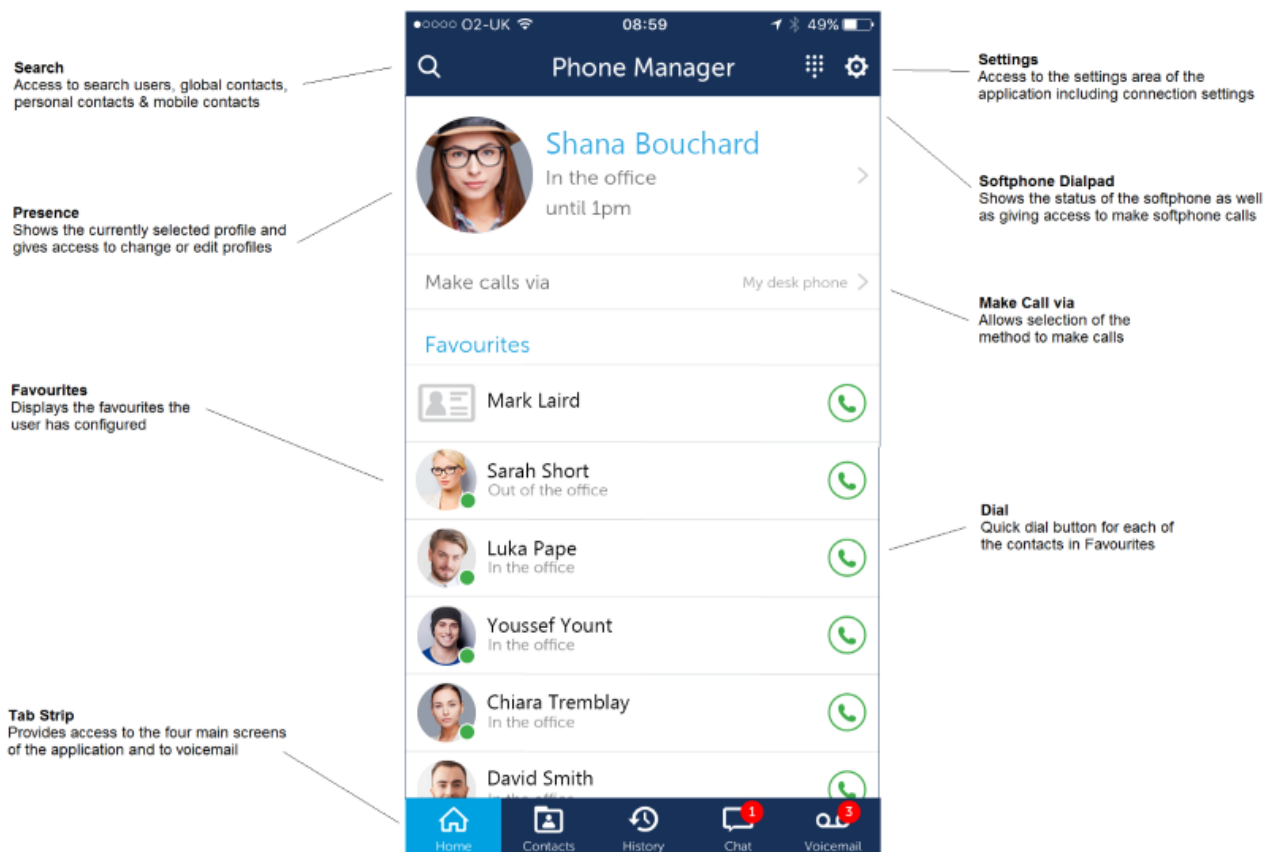 ●○○○○ O2-UK 08:59 49%
Phone Manager
Search
Access to search users, global contacts,
personal contacts & mobile contacts
Settings
Access to the settings area of the
application including connection settings
Shana Bouchard
In the office
until 1pm
Softphone Dialpad
Shows the status of the softphone as well
as giving access to make softphone calls
Presence
Shows the currently selected profile and
gives access to change or edit profiles
Make calls via My desk phone
Make Call via
Allows selection of the
method to make calls
Favourites
Favourites
Displays the favourites the
user has configured
Mark Laird
Sarah Short
Out of the office
Luka Pape
In the office
Dial
Quick dial button for each of
the contacts in Favourites
Youssef Yount
In the office
Chiara Tremblay
In the office
Tab Strip
Provides access to the four main screens
of the application and to voicemail
David Smith
In the office
1 3
Home Contacts History Chat Voicemail